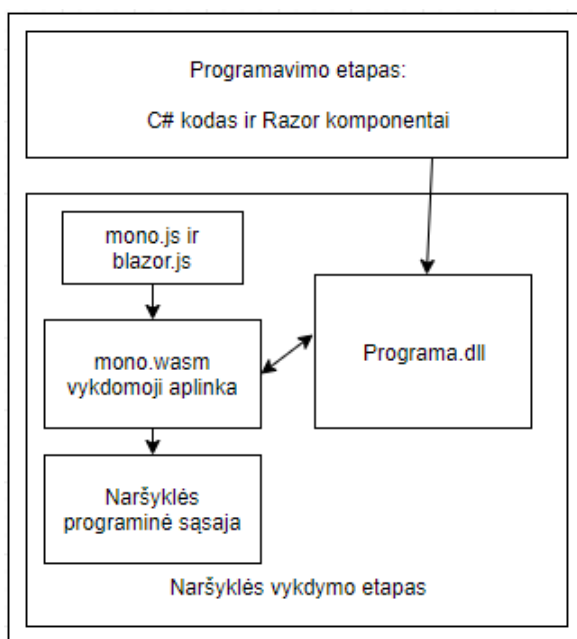 Programavimo etapas:
C# kodas ir Razor komponentai
mono.js ir
blazor.js
mono.wasm
vykdomoji aplinka
Programa.dll
Naršyklės
programinė sąsaja
Naršyklės vykdymo etapas